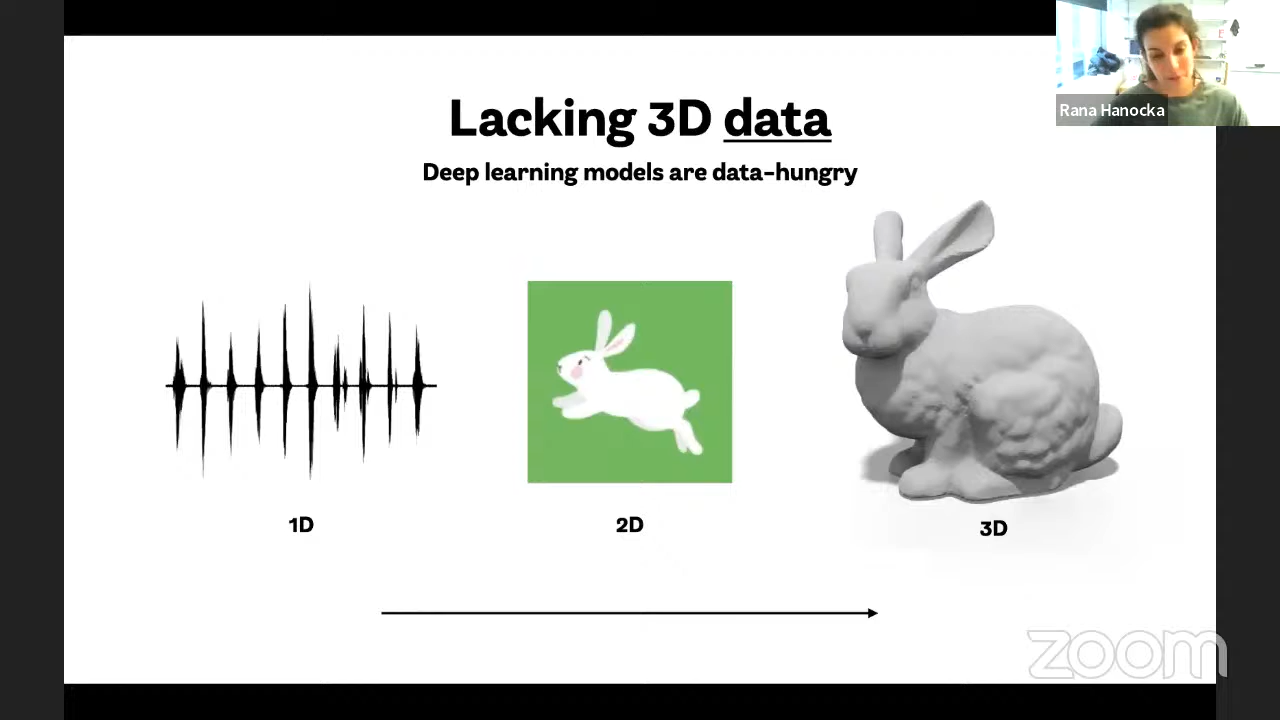 Lacking 3D data
Deep learning models are data-hungry
Rana Hanocka
1D
2D
3D
zoom